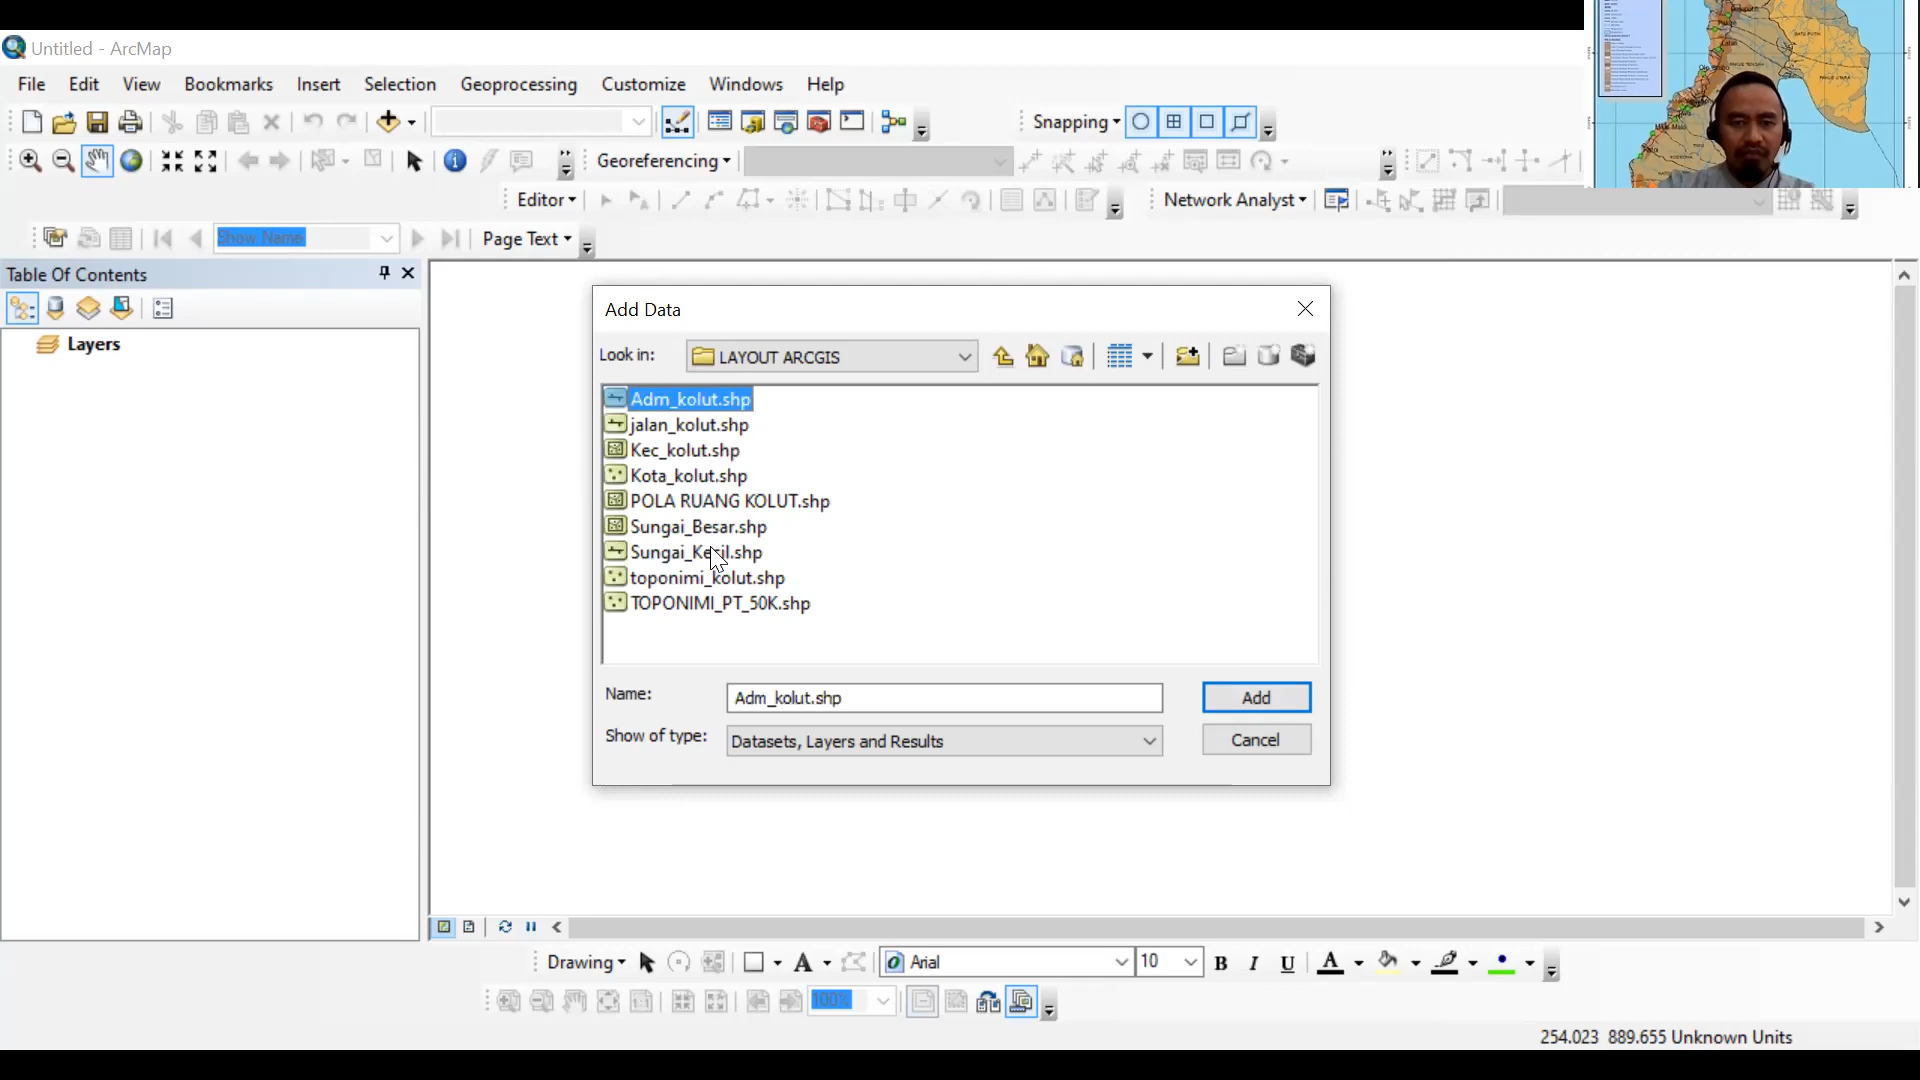 Untitled - ArcMap
File Edit View Bookmarks Insert Selection Geoprocessing Customize Windows Help
Snapping
Georeferencing
Editor
Network Analyst
Show Name
Page Text
Table Of Contents
Layers
Add Data
Look in: LAYOUT ARCGIS
Adm_kolut.shp
jalan_kolut.shp
Kec_kolut.shp
Kota_kolut.shp
POLA RUANG KOLUT.shp
Sungai_Besar.shp
Sungai_Kecil.shp
toponimi_kolut.shp
TOPONIMI_PT_50K.shp
Name: Adm_kolut.shp Add
Show of type: Datasets, Layers and Results Cancel
Drawing A Arial 10 B I U A
100%
254.023 889.655 Unknown Units